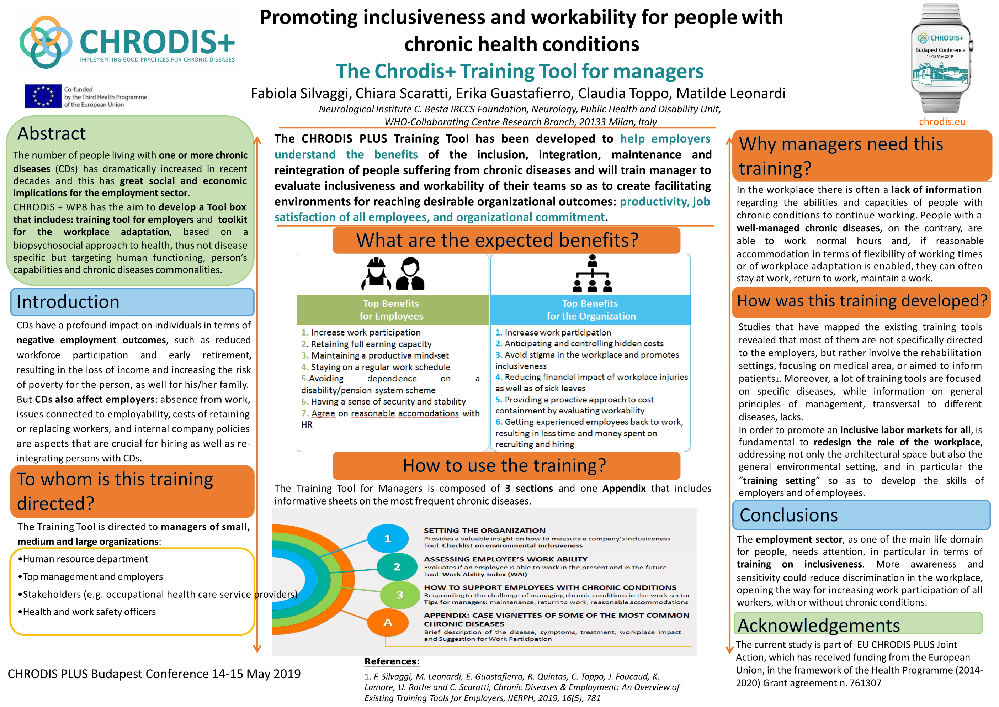 CHRODIS+
IMPLEMENTING GOOD PRACTICES FOR CHRONIC DISEASES
Co-funded
by the Third Health Programme
of the European Union
Promoting inclusiveness and workability for people with
chronic health conditions
The Chrodis+ Training Tool for managers
Fabiola Silvaggi, Chiara Scaratti, Erika Guastafierro, Claudia Toppo, Matilde Leonardi
Neurological Institute C. Besta IRCCS Foundation, Neurology, Public Health and Disability Unit,
WHO-Collaborating Centre Research Branch, 20133 Milan, Italy
CHRODIS+
Budapest Conference
14-15 May 2019
chrodis.eu
Abstract
The number of people living with one or more chronic
diseases (CDs) has dramatically increased in recent
decades and this has great social and economic
implications for the employment sector.
CHRODIS + WP8 has the aim to develop a Tool box
that includes: training tool for employers and toolkit
for the workplace adaptation, based on a
biopsychosocial approach to health, thus not disease
specific but targeting human functioning, person's
capabilities and chronic diseases commonalities.
Introduction
CDs have a profound impact on individuals in terms of
negative employment outcomes, such as reduced
workforce participation and early retirement,
resulting in the loss of income and increasing the risk
of poverty for the person, as well for his/her family.
But CDs also affect employers: absence from work,
issues connected to employability, costs of retaining
or replacing workers, and internal company policies
are aspects that are crucial for hiring as well as re-
integrating persons with CDs.
To whom is this training
directed?
The Training Tool is directed to managers of small,
medium and large organizations:
•Human resource department
•Top management and employers
•Stakeholders (e.g. occupational health care service providers)
•Health and work safety officers
CHRODIS PLUS Budapest Conference 14-15 May 2019
The CHRODIS PLUS Training Tool has been developed to help employers
understand the benefits of the inclusion, integration, maintenance and
reintegration of people suffering from chronic diseases and will train manager to
evaluate inclusiveness and workability of their teams so as to create facilitating
environments for reaching desirable organizational outcomes: productivity, job
satisfaction of all employees, and organizational commitment.
What are the expected benefits?
Top Benefits
for Employees
1. Increase work participation
2. Retaining full earning capacity
3. Maintaining a productive mind-set
4. Staying on a regular work schedule
5.Avoiding dependence on a
disability/pension system scheme
6. Having a sense of security and stability
7. Agree on reasonable accomodations with
HR
Top Benefits
for the Organization
1. Increase work participation
2. Anticipating and controlling hidden costs
3. Avoid stigma in the workplace and promotes
inclusiveness
4. Reducing financial impact of workplace injuries
as well as of sick leaves
5. Providing a proactive approach to cost
containment by evaluating workability
6. Getting experienced employees back to work,
resulting in less time and money spent on
recruiting and hiring
How to use the training?
The Training Tool for Managers is composed of 3 sections and one Appendix that includes
informative sheets on the most frequent chronic diseases.
1
SETTING THE ORGANIZATION
Provides a valuable insight on how to measure a company's inclusiveness
Tool: Checklist on environmental inclusiveness
2
ASSESSING EMPLOYEE'S WORK ABILITY
Evaluates if an employee is able to work in the present and in the future
Tool: Work Ability Index (WAI)
3
HOW TO SUPPORT EMPLOYEES WITH CHRONIC CONDITIONS
Responding to the challenge of managing chronic conditions in the work sector
Tips for managers: maintenance, return to work, reasonable accommodations
A
APPENDIX: CASE VIGNETTES OF SOME OF THE MOST COMMON
CHRONIC DISEASES
Brief description of the disease, symptoms, treatment, workplace impact
and Suggestion for Work Participation
References:
1. F. Silvaggi, M. Leonardi, E. Guastafierro, R. Quintas, C. Toppo, J. Foucaud, K.
Lamore, U. Rothe and C. Scaratti, Chronic Diseases & Employment: An Overview of
Existing Training Tools for Employers, IJERPH, 2019, 16(5), 781
Why managers need this
training?
In the workplace there is often a lack of information
regarding the abilities and capacities of people with
chronic conditions to continue working. People with a
well-managed chronic diseases, on the contrary, are
able to work normal hours and, if reasonable
accommodation in terms of flexibility of working times
or of workplace adaptation is enabled, they can often
stay at work, return to work, maintain a work.
How was this training developed?
Studies that have mapped the existing training tools
revealed that most of them are not specifically directed
to the employers, but rather involve the rehabilitation
settings, focusing on medical area, or aimed to inform
patients1. Moreover, a lot of training tools are focused
on specific diseases, while information on general
principles of management, transversal to different
diseases, lacks.
In order to promote an inclusive labor markets for all, is
fundamental to redesign the role of the workplace,
addressing not only the architectural space but also the
general environmental setting, and in particular the
“training setting” so as to develop the skills of
employers and of employees.
Conclusions
The employment sector, as one of the main life domain
for people, needs attention, in particular in terms of
training on inclusiveness. More awareness and
sensitivity could reduce discrimination in the workplace,
opening the way for increasing work participation of all
workers, with or without chronic conditions.
Acknowledgements
The current study is part of EU CHRODIS PLUS Joint
Action, which has received funding from the European
Union, in the framework of the Health Programme (2014-
2020) Grant agreement n. 761307